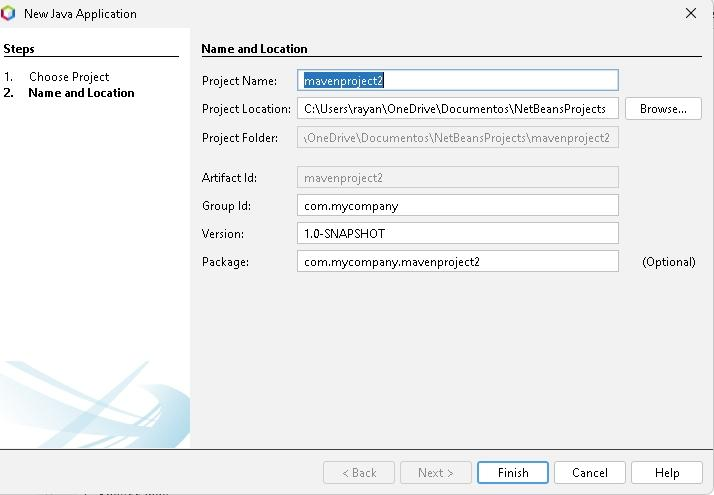 New Java Application
Steps
1. Choose Project
2. Name and Location
Name and Location
Project Name: mavenproject2
Project Location: C:\Users\rayan\OneDrive\Documentos\NetBeansProjects Browse...
Project Folder: \OneDrive\Documentos\NetBeansProjects\mavenproject2
Artifact Id: mavenproject2
Group Id: com.mycompany
Version: 1.0-SNAPSHOT
Package: com.mycompany.mavenproject2 (Optional)
< Back Next > Finish Cancel Help